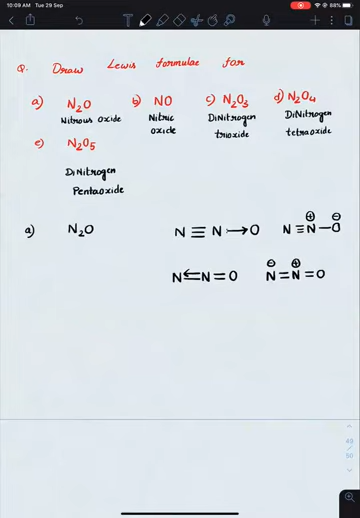 10:09 AM Tue 29 Sep
88%
Q. Draw Lewis formulae for
a) N₂O b) NO c) N₂O₃ d) N₂O₄
Nitrous oxide Nitric oxide DiNitrogen trioxide DiNitrogen tetraoxide
e) N₂O₅
DiNitrogen
Pentaoxide
a) N₂O N≡N→O N≡N⊕–O⊖
N⇇N=O N⊖=N⊕=O
49
50